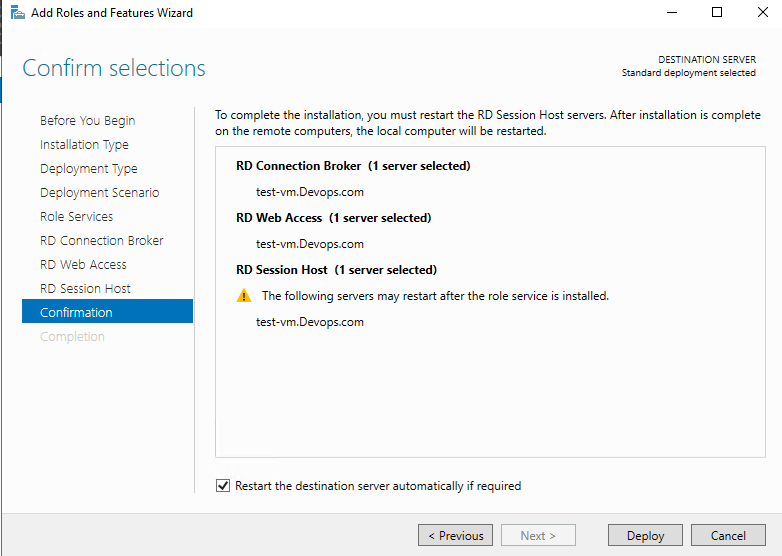 Add Roles and Features Wizard
Confirm selections
DESTINATION SERVER
Standard deployment selected
Before You Begin
Installation Type
Deployment Type
Deployment Scenario
Role Services
RD Connection Broker
RD Web Access
RD Session Host
Confirmation
Completion
To complete the installation, you must restart the RD Session Host servers. After installation is complete
on the remote computers, the local computer will be restarted.
RD Connection Broker (1 server selected)
test-vm.Devops.com
RD Web Access (1 server selected)
test-vm.Devops.com
RD Session Host (1 server selected)
The following servers may restart after the role service is installed.
test-vm.Devops.com
Restart the destination server automatically if required
< Previous
Next >
Deploy
Cancel